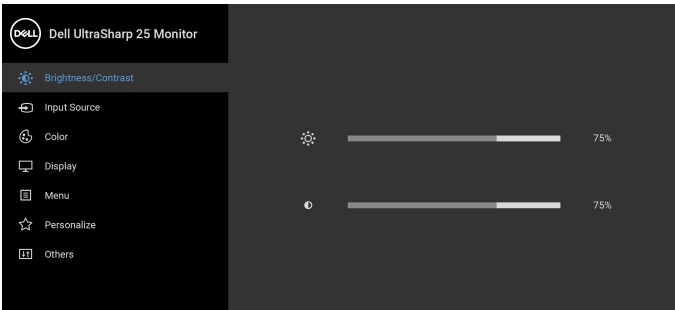 DELL Dell UltraSharp 25 Monitor
Brightness/Contrast
Input Source
Color
75%
Display
Menu
75%
Personalize
Others